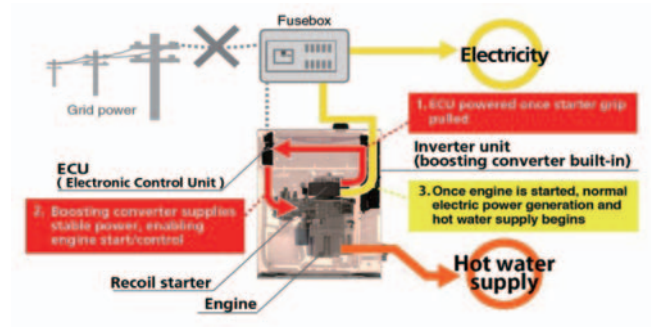 Fusebox
Electricity
Grid power
1. ECU powered once starter grip
pulled
ECU
( Electronic Control Unit )
Inverter unit
(boosting converter built-in)
2. Boosting converter supplies
stable power, enabling
engine start/control
3. Once engine is started, normal
electric power generation and
hot water supply begins
Recoil starter
Engine
Hot water
supply